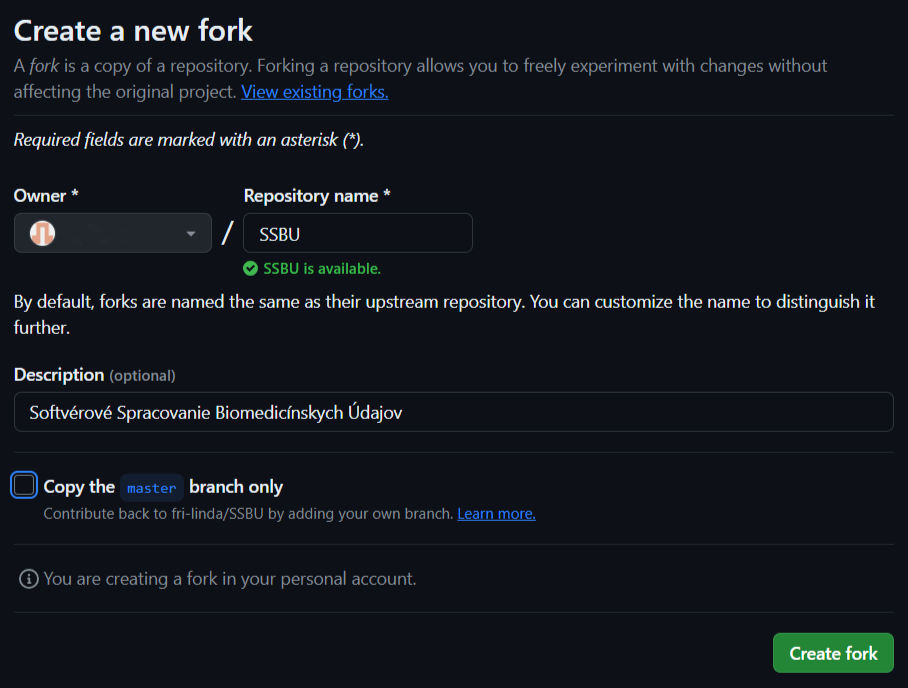 Create a new fork
A fork is a copy of a repository. Forking a repository allows you to freely experiment with changes without
affecting the original project. View existing forks.
Required fields are marked with an asterisk (*).
Owner *
Repository name *
/
SSBU
SSBU is available.
By default, forks are named the same as their upstream repository. You can customize the name to distinguish it
further.
Description (optional)
Softvérové Spracovanie Biomedicínskych Údajov
Copy the master branch only
Contribute back to fri-linda/SSBU by adding your own branch. Learn more.
You are creating a fork in your personal account.
Create fork